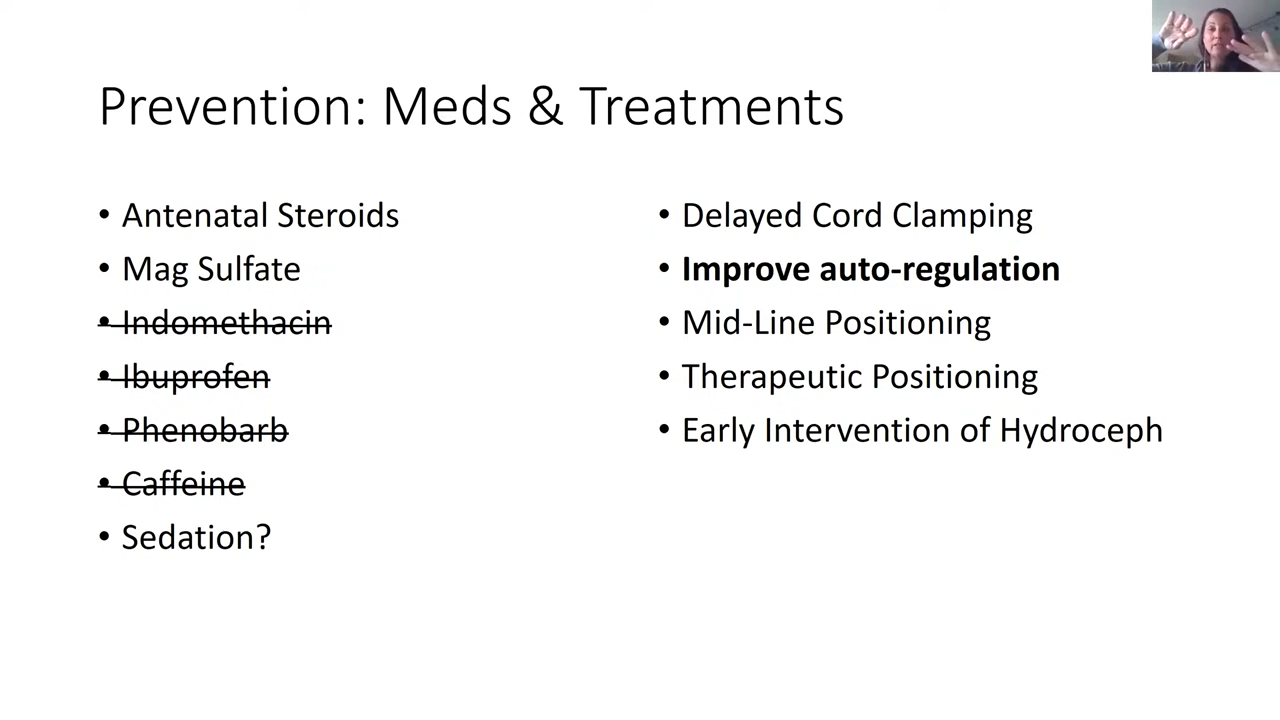 Prevention: Meds & Treatments
• Antenatal Steroids
• Mag Sulfate
• Indomethacin
• Ibuprofen
• Phenobarb
• Caffeine
• Sedation?
• Delayed Cord Clamping
• Improve auto-regulation
• Mid-Line Positioning
• Therapeutic Positioning
• Early Intervention of Hydroceph